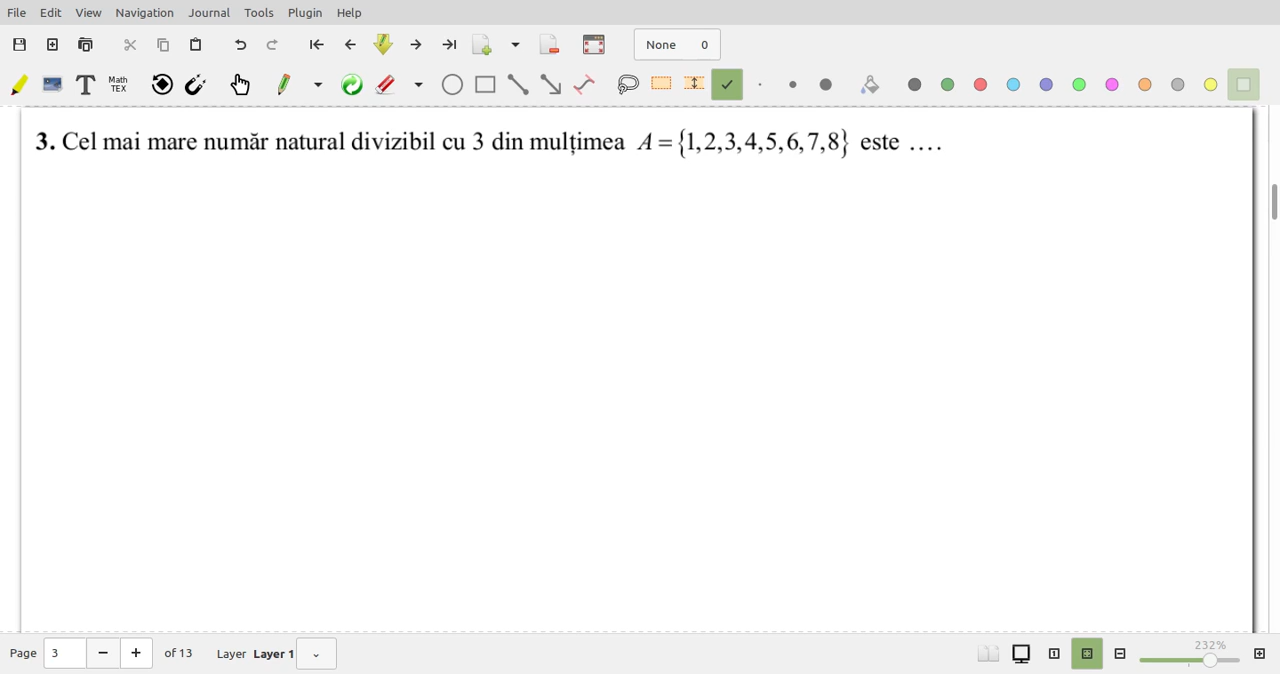 File Edit View Navigation Journal Tools Plugin Help
None 0
Math
TEX
3. Cel mai mare număr natural divizibil cu 3 din mulțimea A={1,2,3,4,5,6,7,8} este ….
Page 3 of 13 Layer Layer 1 232%